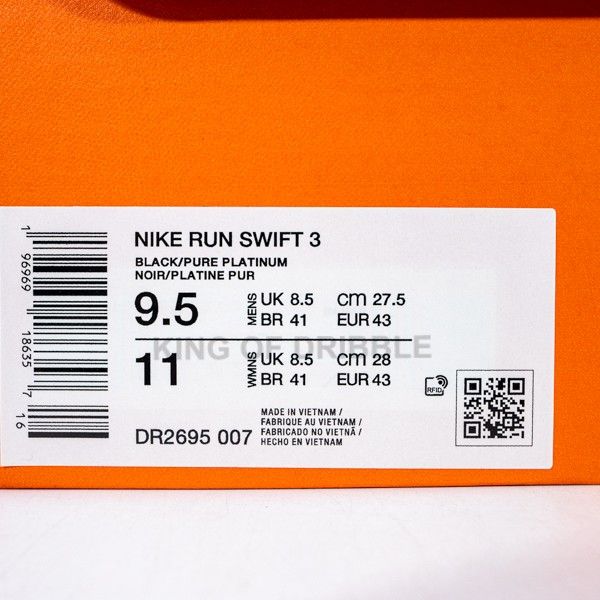 NIKE RUN SWIFT 3
BLACK/PURE PLATINUM
NOIR/PLATINE PUR
9.5 MENS UK 8.5 cm 27.5
BR 41 EUR 43
KING OF DRIBBLE
11 WMNS UK 8.5 cm 28
BR 41 EUR 43
RFID
DR2695 007
MADE IN VIETNAM /
FABRIQUE AU VIETNAM /
FABRICADO NO VIETNÃ /
HECHO EN VIETNAM
1 96969 18635 7 16